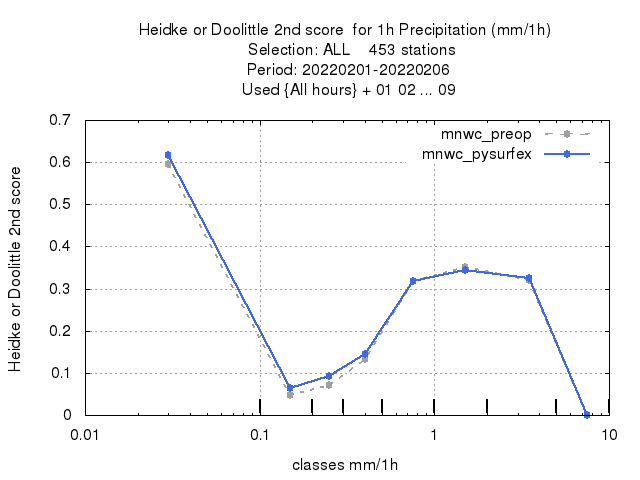 Heidke or Doolittle 2nd score  for 1h Precipitation (mm/1h)
Selection: ALL    453 stations
Period: 20220201-20220206
Used {All hours} + 01 02 ... 09
mnwc_preop
mnwc_pysurfex
0.7
0.6
0.5
0.4
0.3
0.2
0.1
0
Heidke or Doolittle 2nd score
0.01 0.1 1 10
classes mm/1h